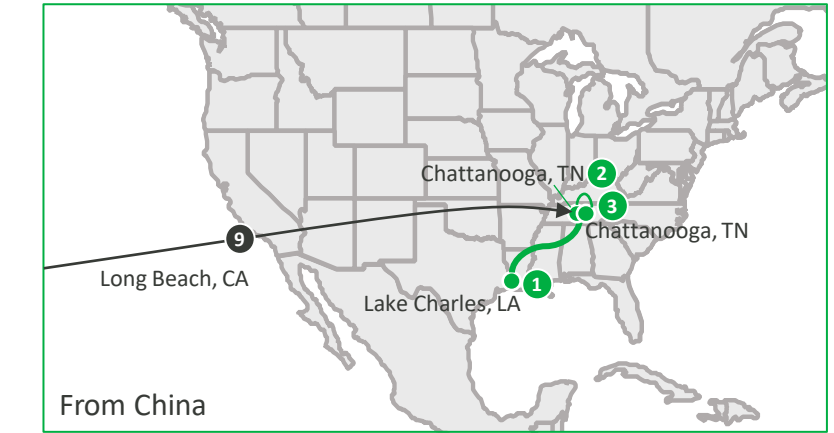 Chattanooga, TN 2
3
Chattanooga, TN
9
Long Beach, CA
1
Lake Charles, LA
From China